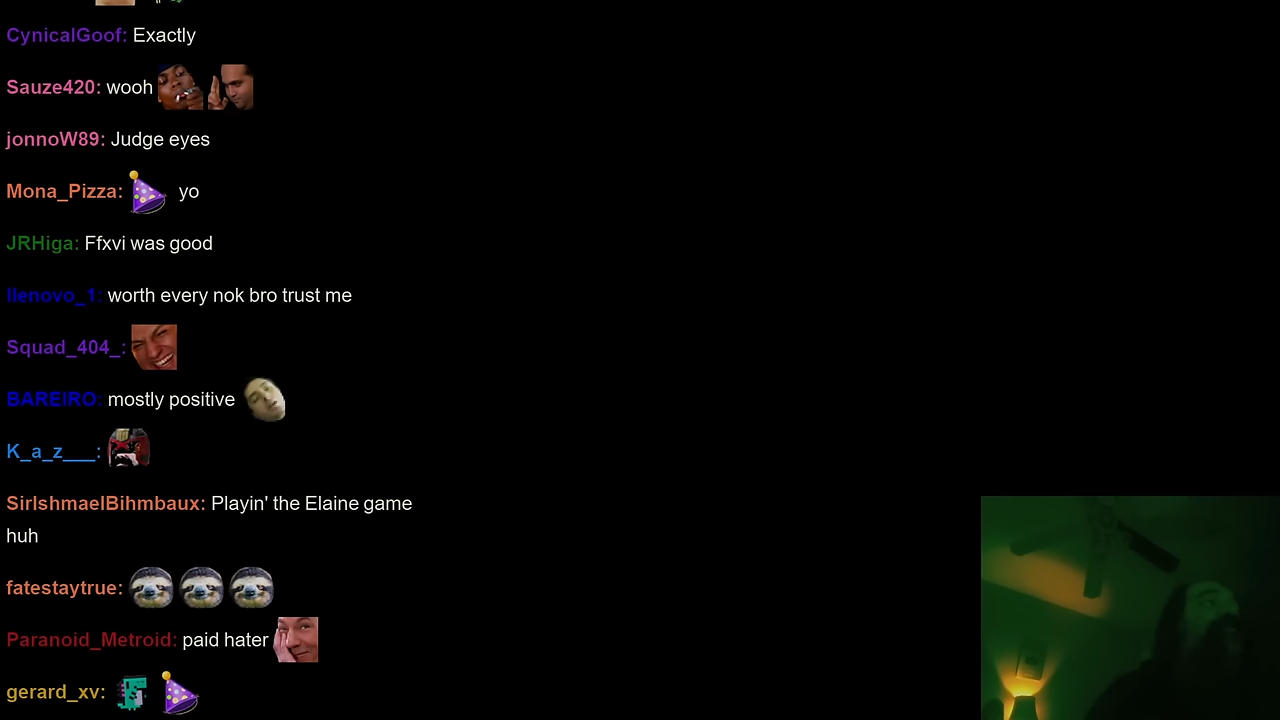 CynicalGoof: Exactly
Sauze420: wooh
jonnoW89: Judge eyes
Mona_Pizza: yo
JRHiga: Ffxvi was good
llenovo_1: worth every nok bro trust me
Squad_404_:
BAREIRO: mostly positive
K_a_z___:
SirIshmaelBihmbaux: Playin' the Elaine game
huh
fatestaytrue:
Paranoid_Metroid: paid hater
gerard_xv: